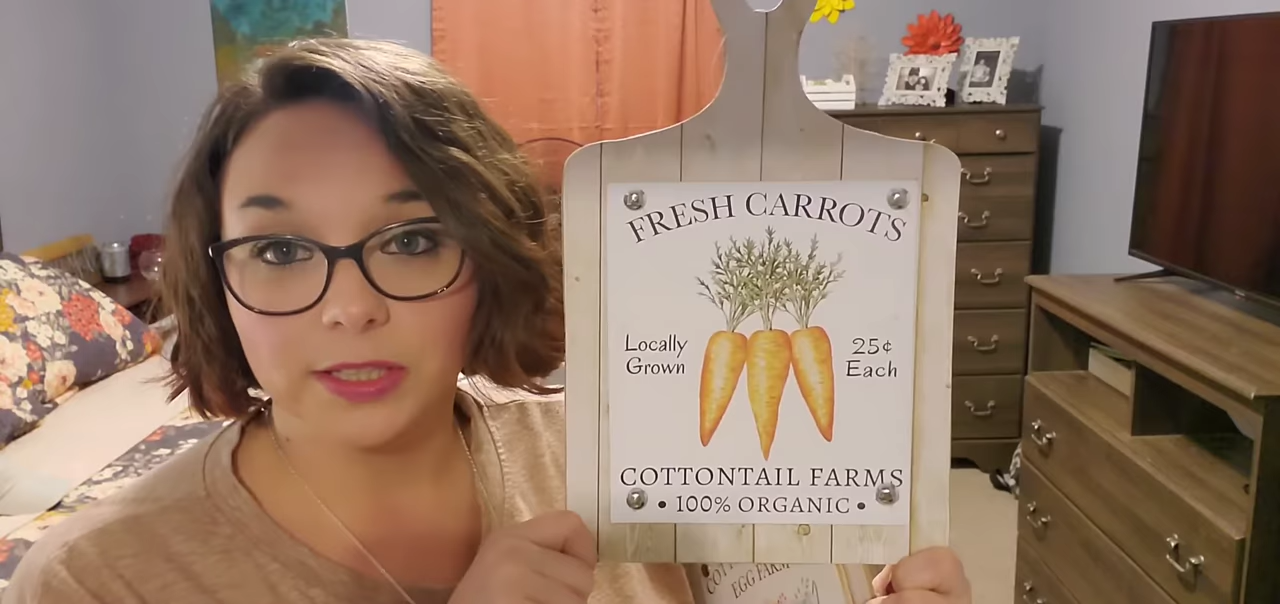 FRESH CARROTS
Locally
Grown
25¢
Each
COTTONTAIL FARMS
• 100% ORGANIC •
EGG FARM